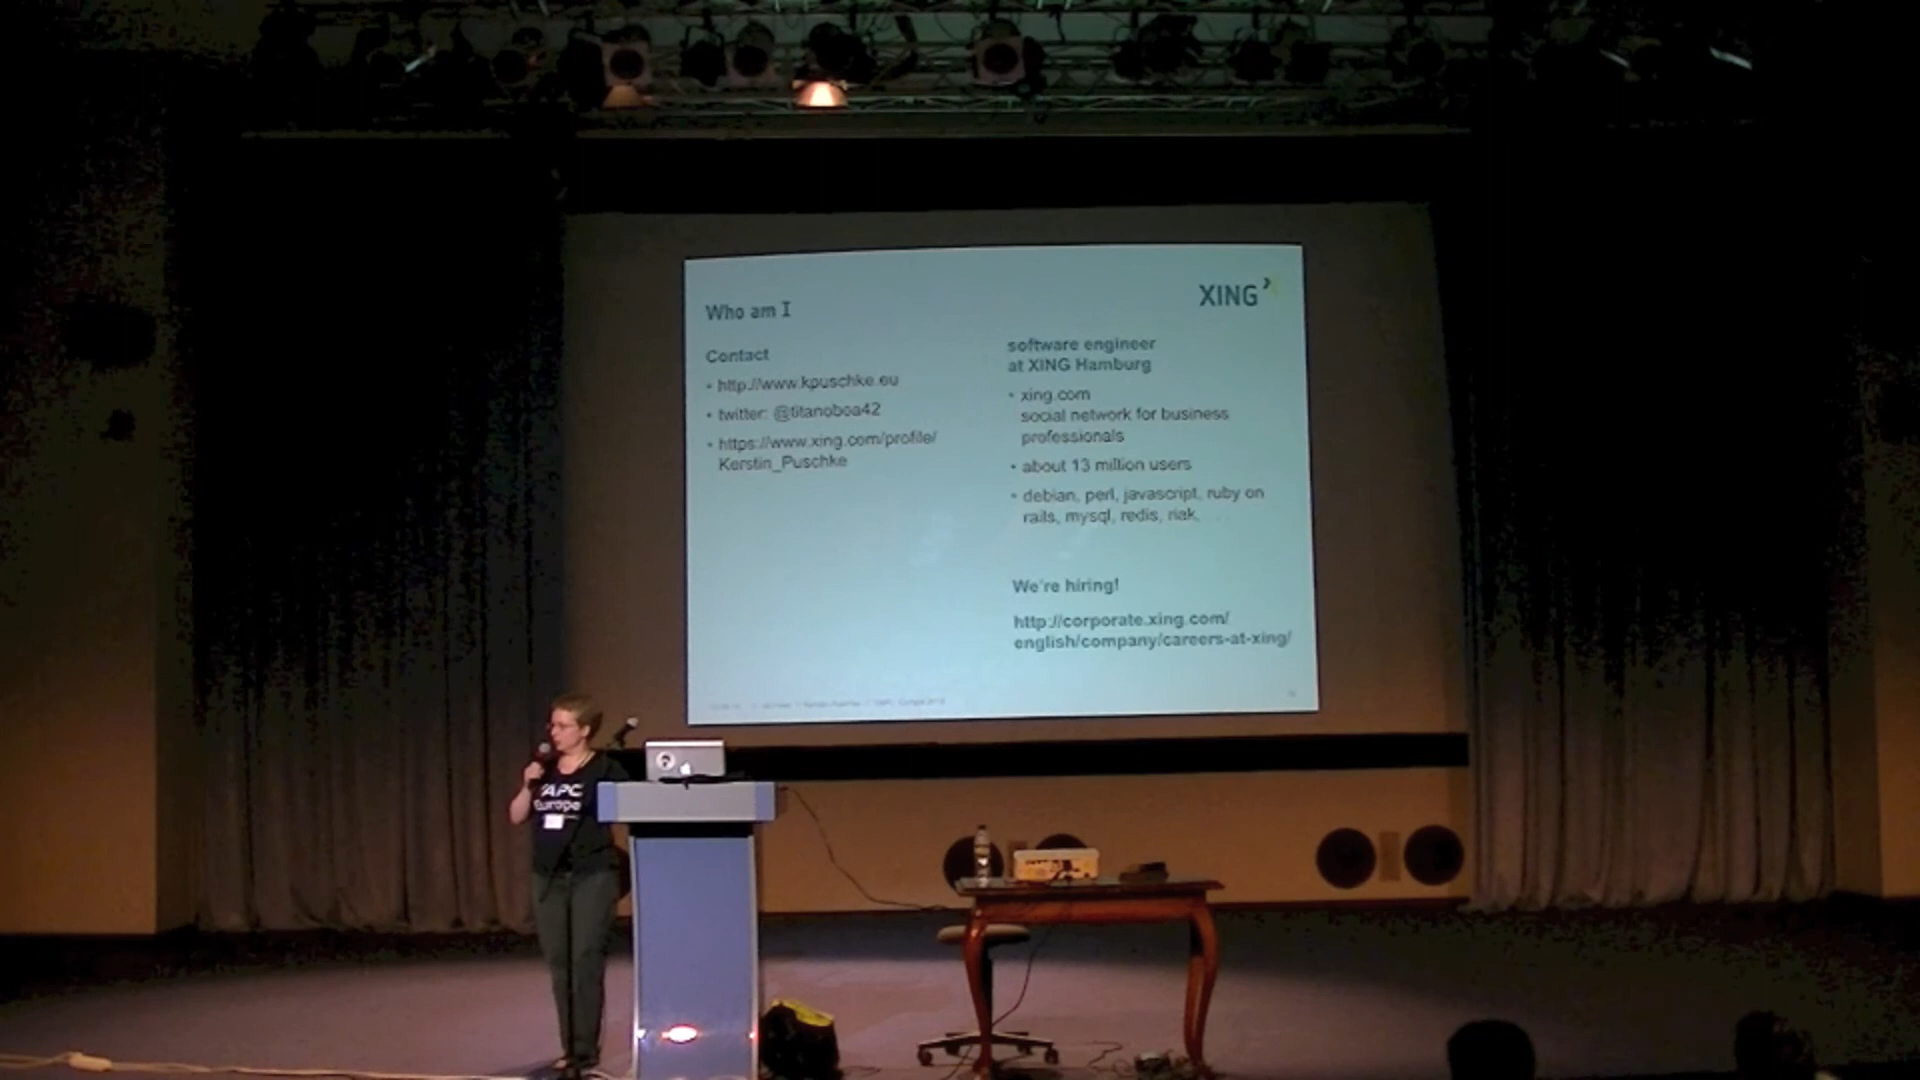 XING
Who am I
Contact
• http://www.kpuschke.eu
• twitter: @titanoboa42
• https://www.xing.com/profile/
Kerstin_Puschke
software engineer
at XING Hamburg
• xing.com
social network for business
professionals
• about 13 million users
• debian, perl, javascript, ruby on
rails, mysql, redis, riak,
We're hiring!
http://corporate.xing.com/
english/company/careers-at-xing/
YAPC
Europe